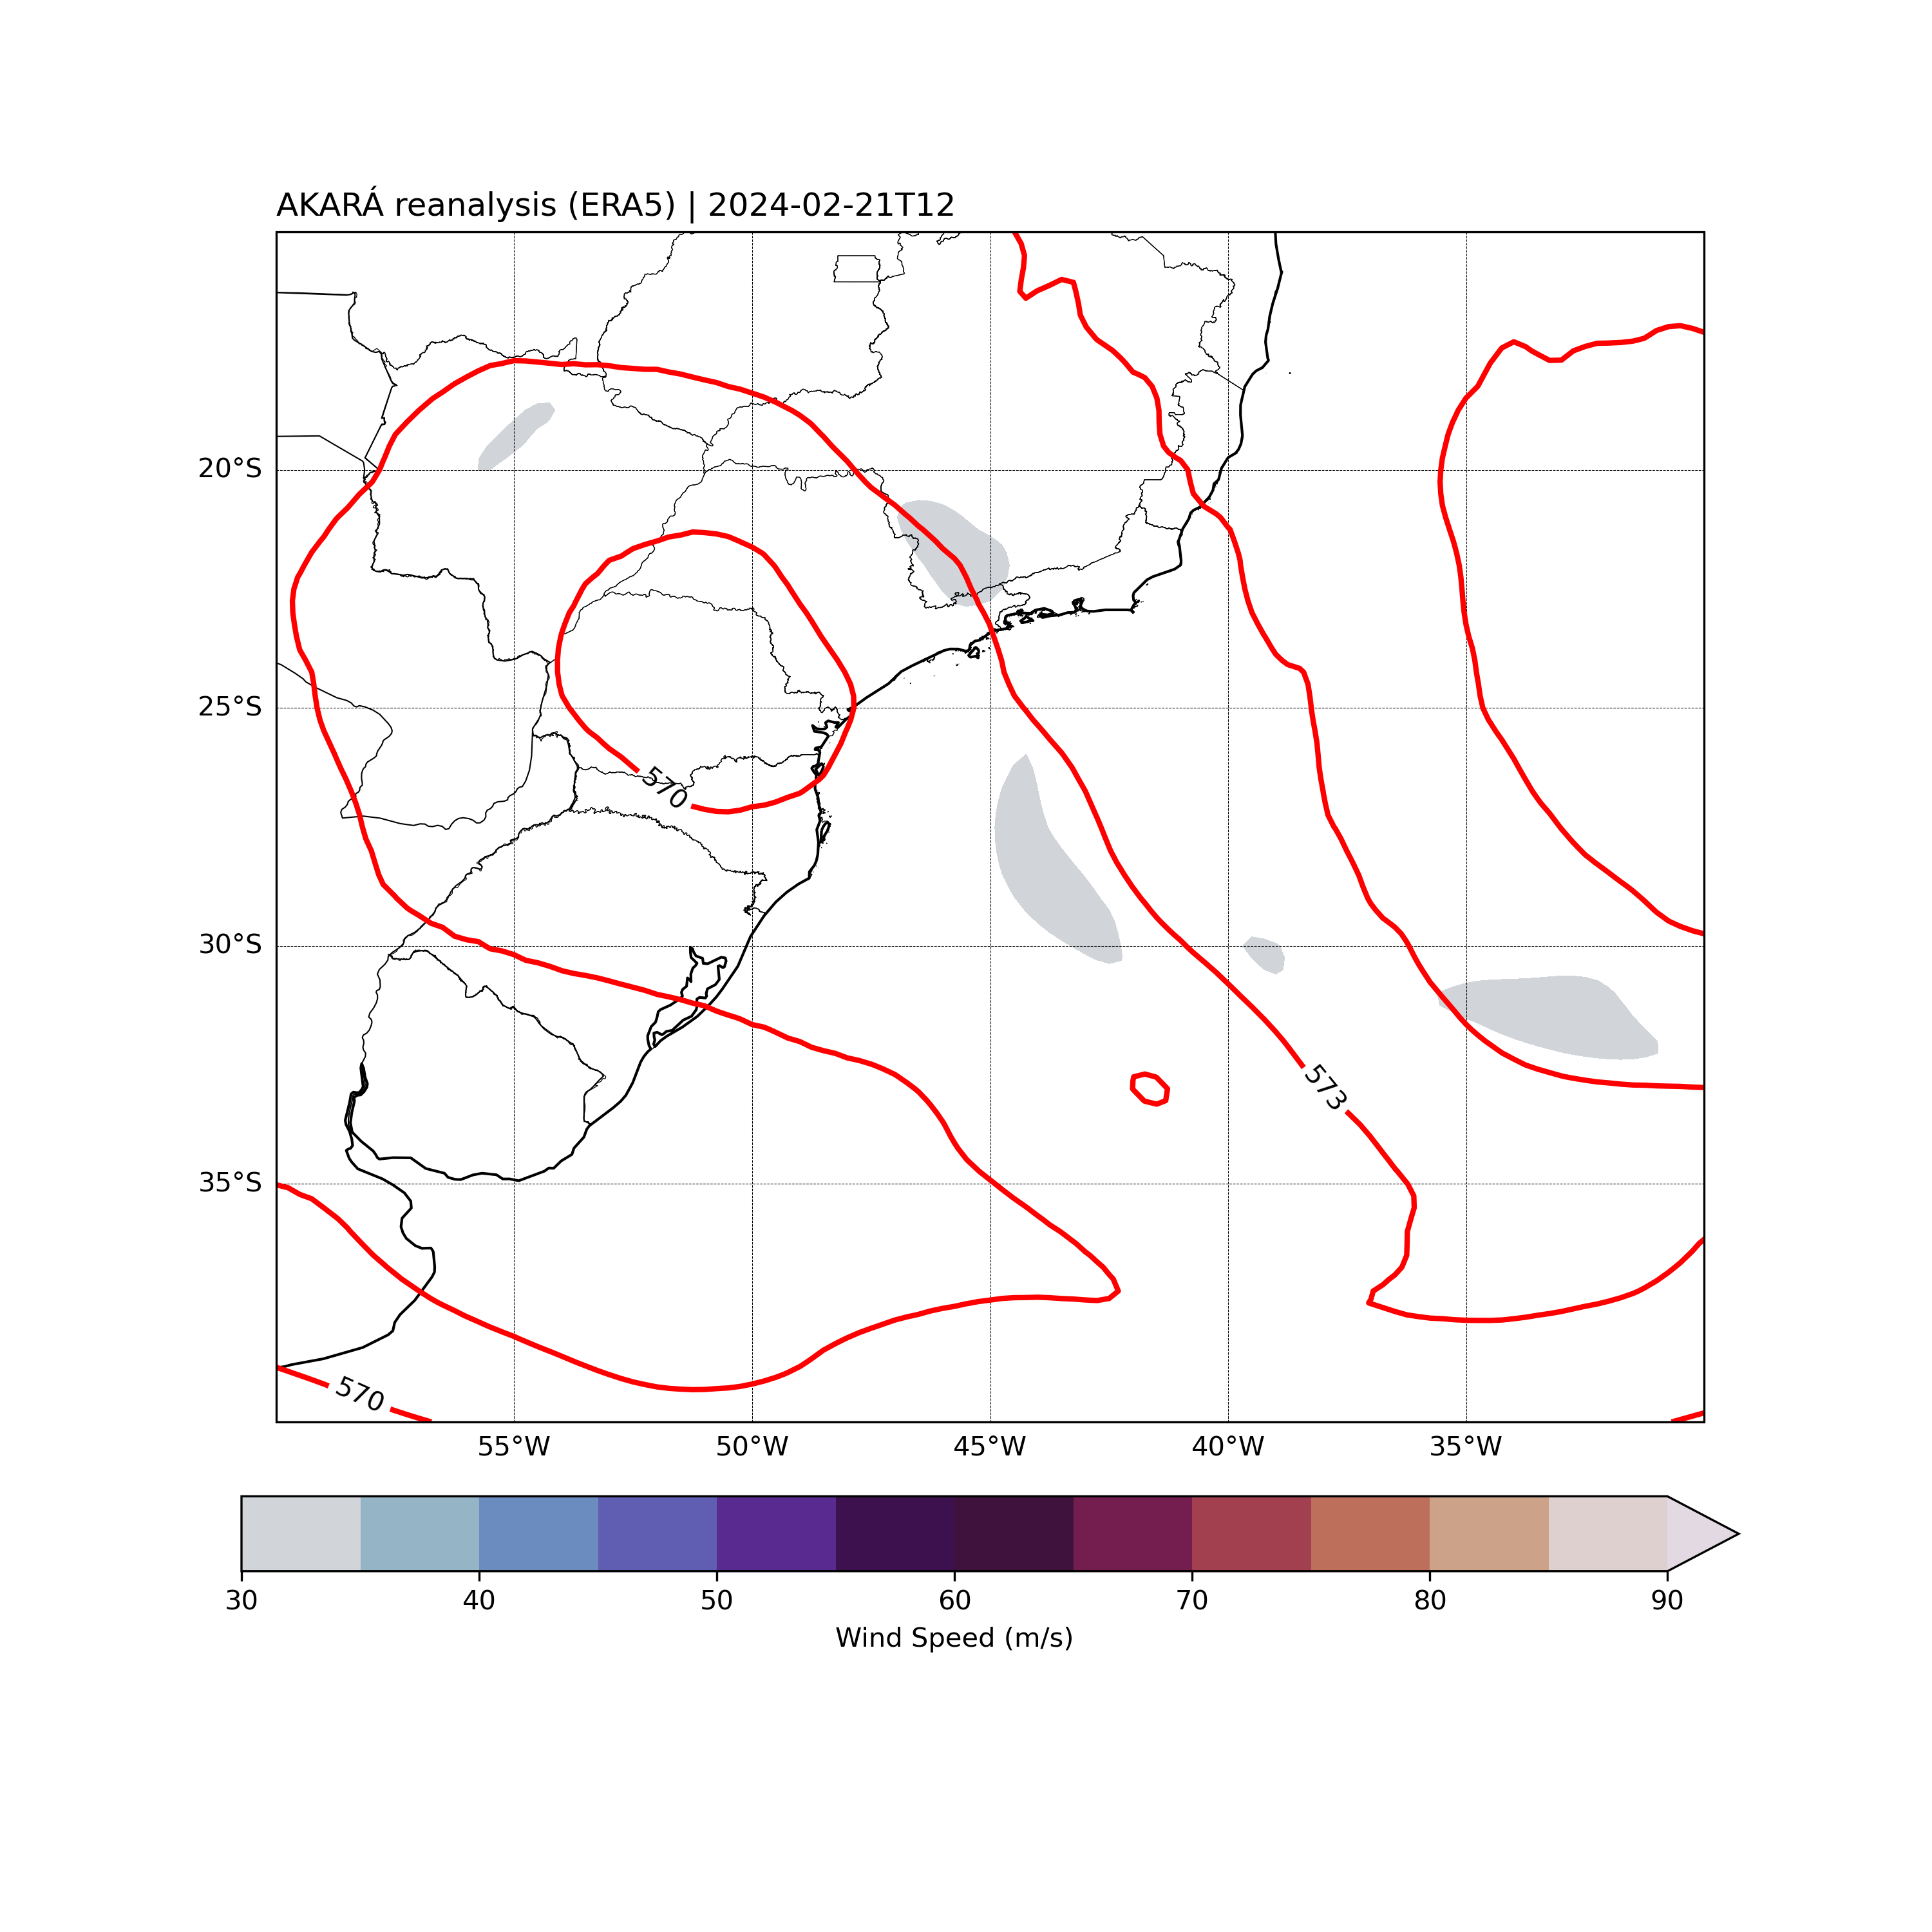 AKARÁ reanalysis (ERA5) | 2024-02-21T12
20°S
25°S
570
30°S
573
35°S
570
55°W 50°W 45°W 40°W 35°W
30 40 50 60 70 80 90
Wind Speed (m/s)